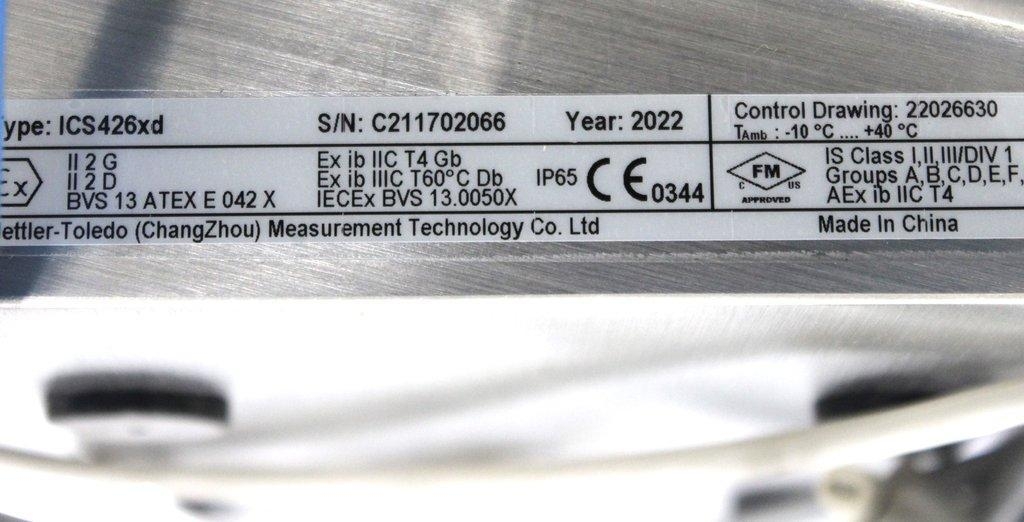 ype: ICS426xd S/N: C211702066 Year: 2022
Control Drawing: 22026630
TAmb : -10 °C .... +40 °C
Ex
II 2 G
II 2 D
BVS 13 ATEX E 042 X
Ex ib IIC T4 Gb
Ex ib IIIC T60°C Db
IECEx BVS 13.0050X
IP65 CE 0344
FM
C US
APPROVED
IS Class I,II,III/DIV 1
Groups A,B,C,D,E,F,
AEx ib IIC T4
ettler-Toledo (ChangZhou) Measurement Technology Co. Ltd
Made In China